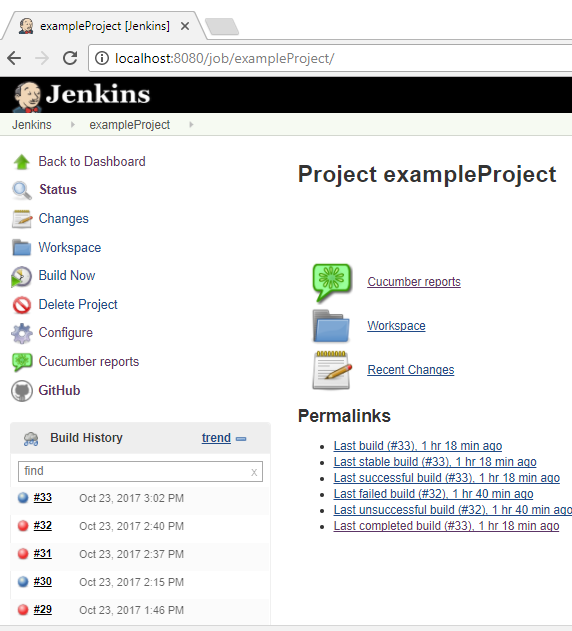 exampleProject [Jenkins]
localhost:8080/job/exampleProject/
Jenkins
Jenkins exampleProject
Back to Dashboard
Status
Changes
Workspace
Build Now
Delete Project
Configure
Cucumber reports
GitHub
Build History trend
find x
#33 Oct 23, 2017 3:02 PM
#32 Oct 23, 2017 2:40 PM
#31 Oct 23, 2017 2:37 PM
#30 Oct 23, 2017 2:15 PM
#29 Oct 23, 2017 1:46 PM
Project exampleProject
Cucumber reports
Workspace
Recent Changes
Permalinks
Last build (#33), 1 hr 18 min ago
Last stable build (#33), 1 hr 18 min ago
Last successful build (#33), 1 hr 18 min ago
Last failed build (#32), 1 hr 40 min ago
Last unsuccessful build (#32), 1 hr 40 min ago
Last completed build (#33), 1 hr 18 min ago